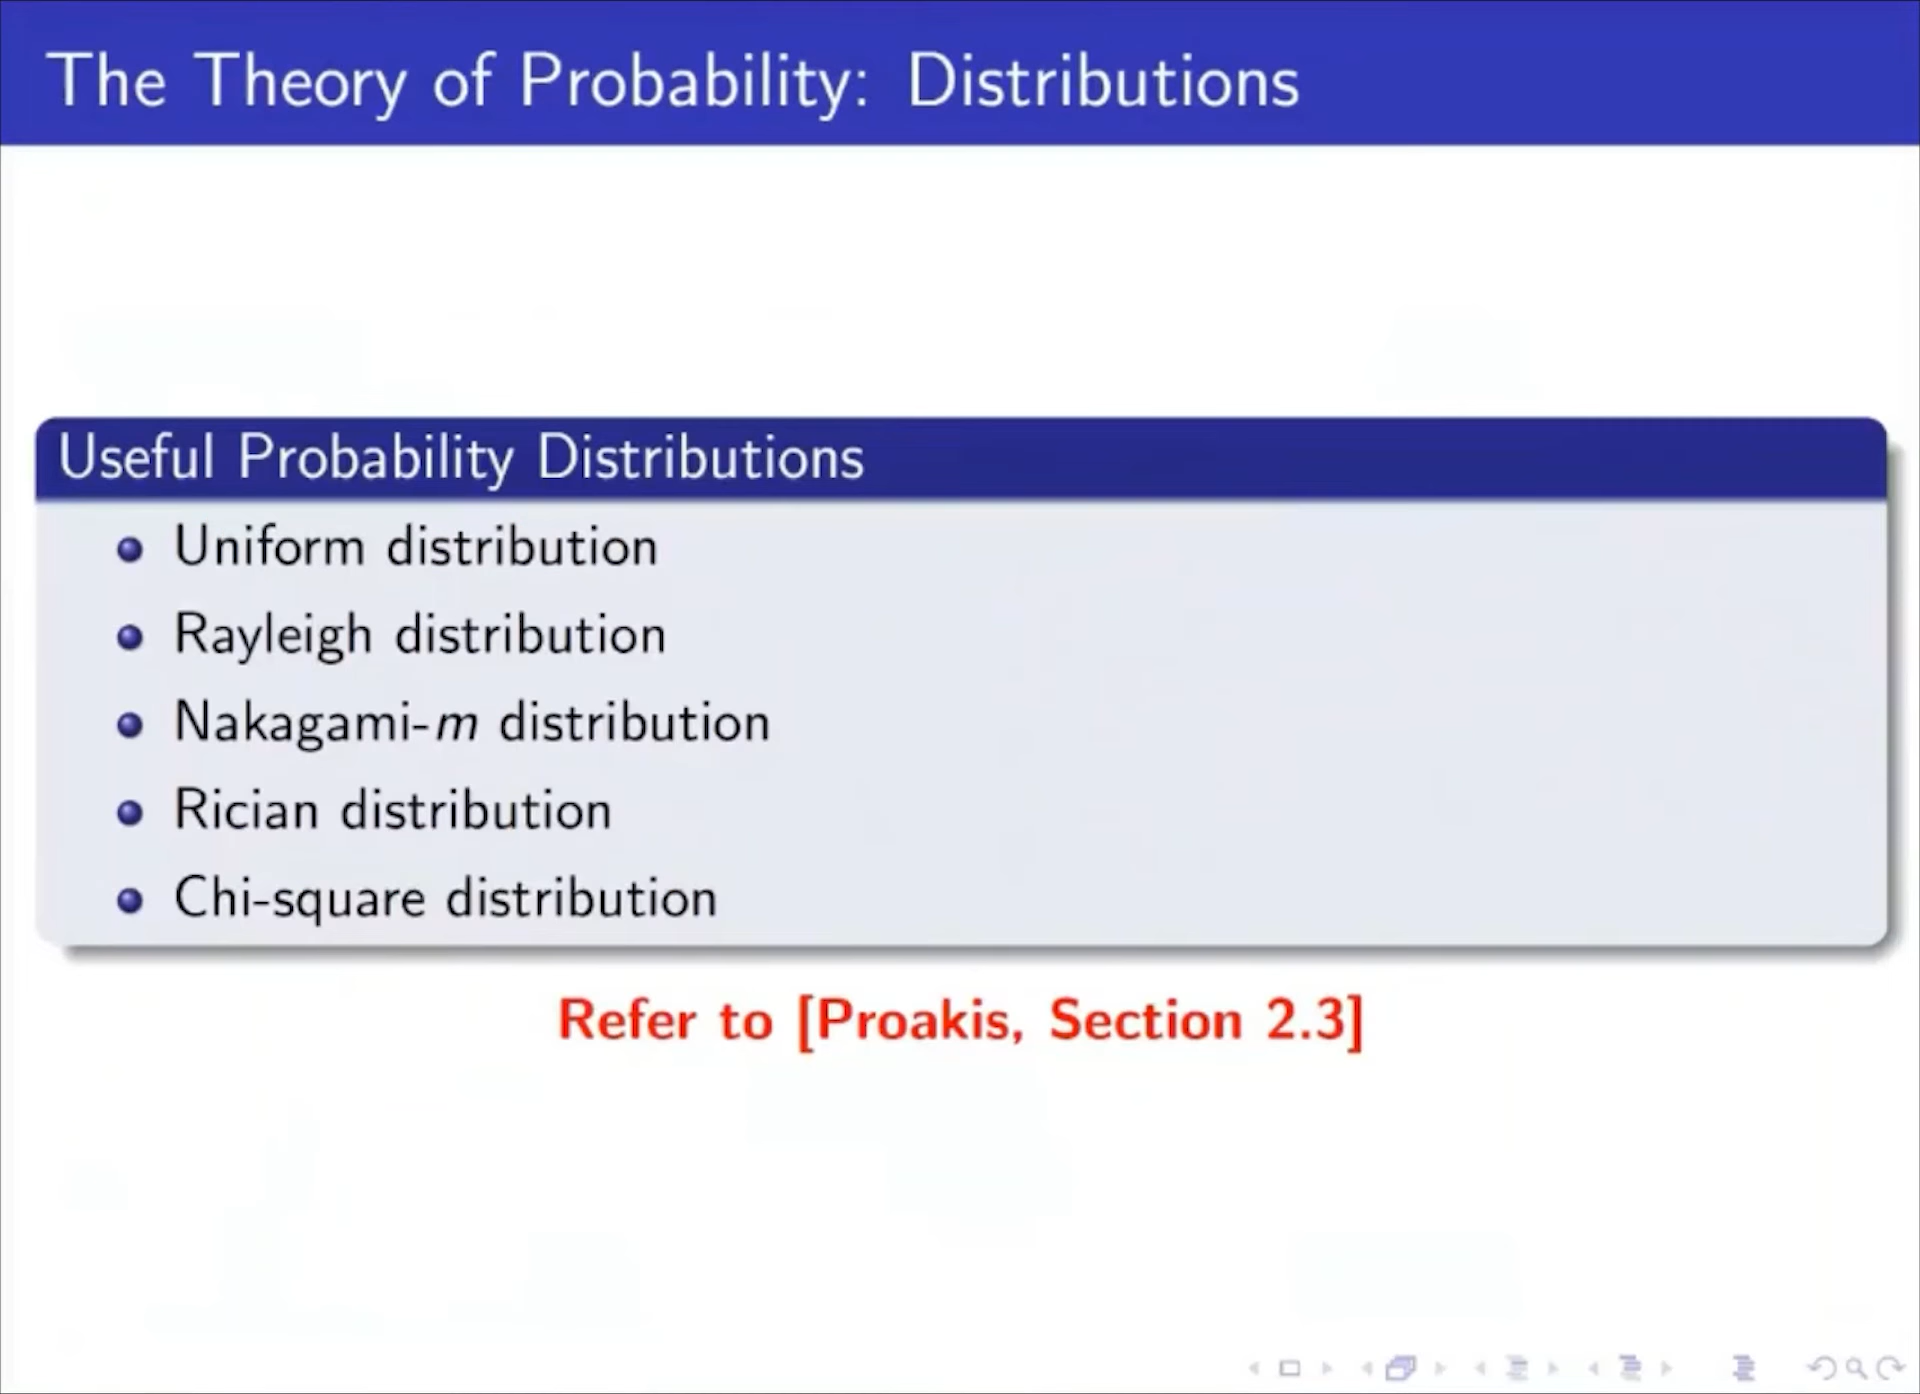 The Theory of Probability: Distributions
Useful Probability Distributions
Uniform distribution
Rayleigh distribution
Nakagami-m distribution
Rician distribution
Chi-square distribution
Refer to [Proakis, Section 2.3]